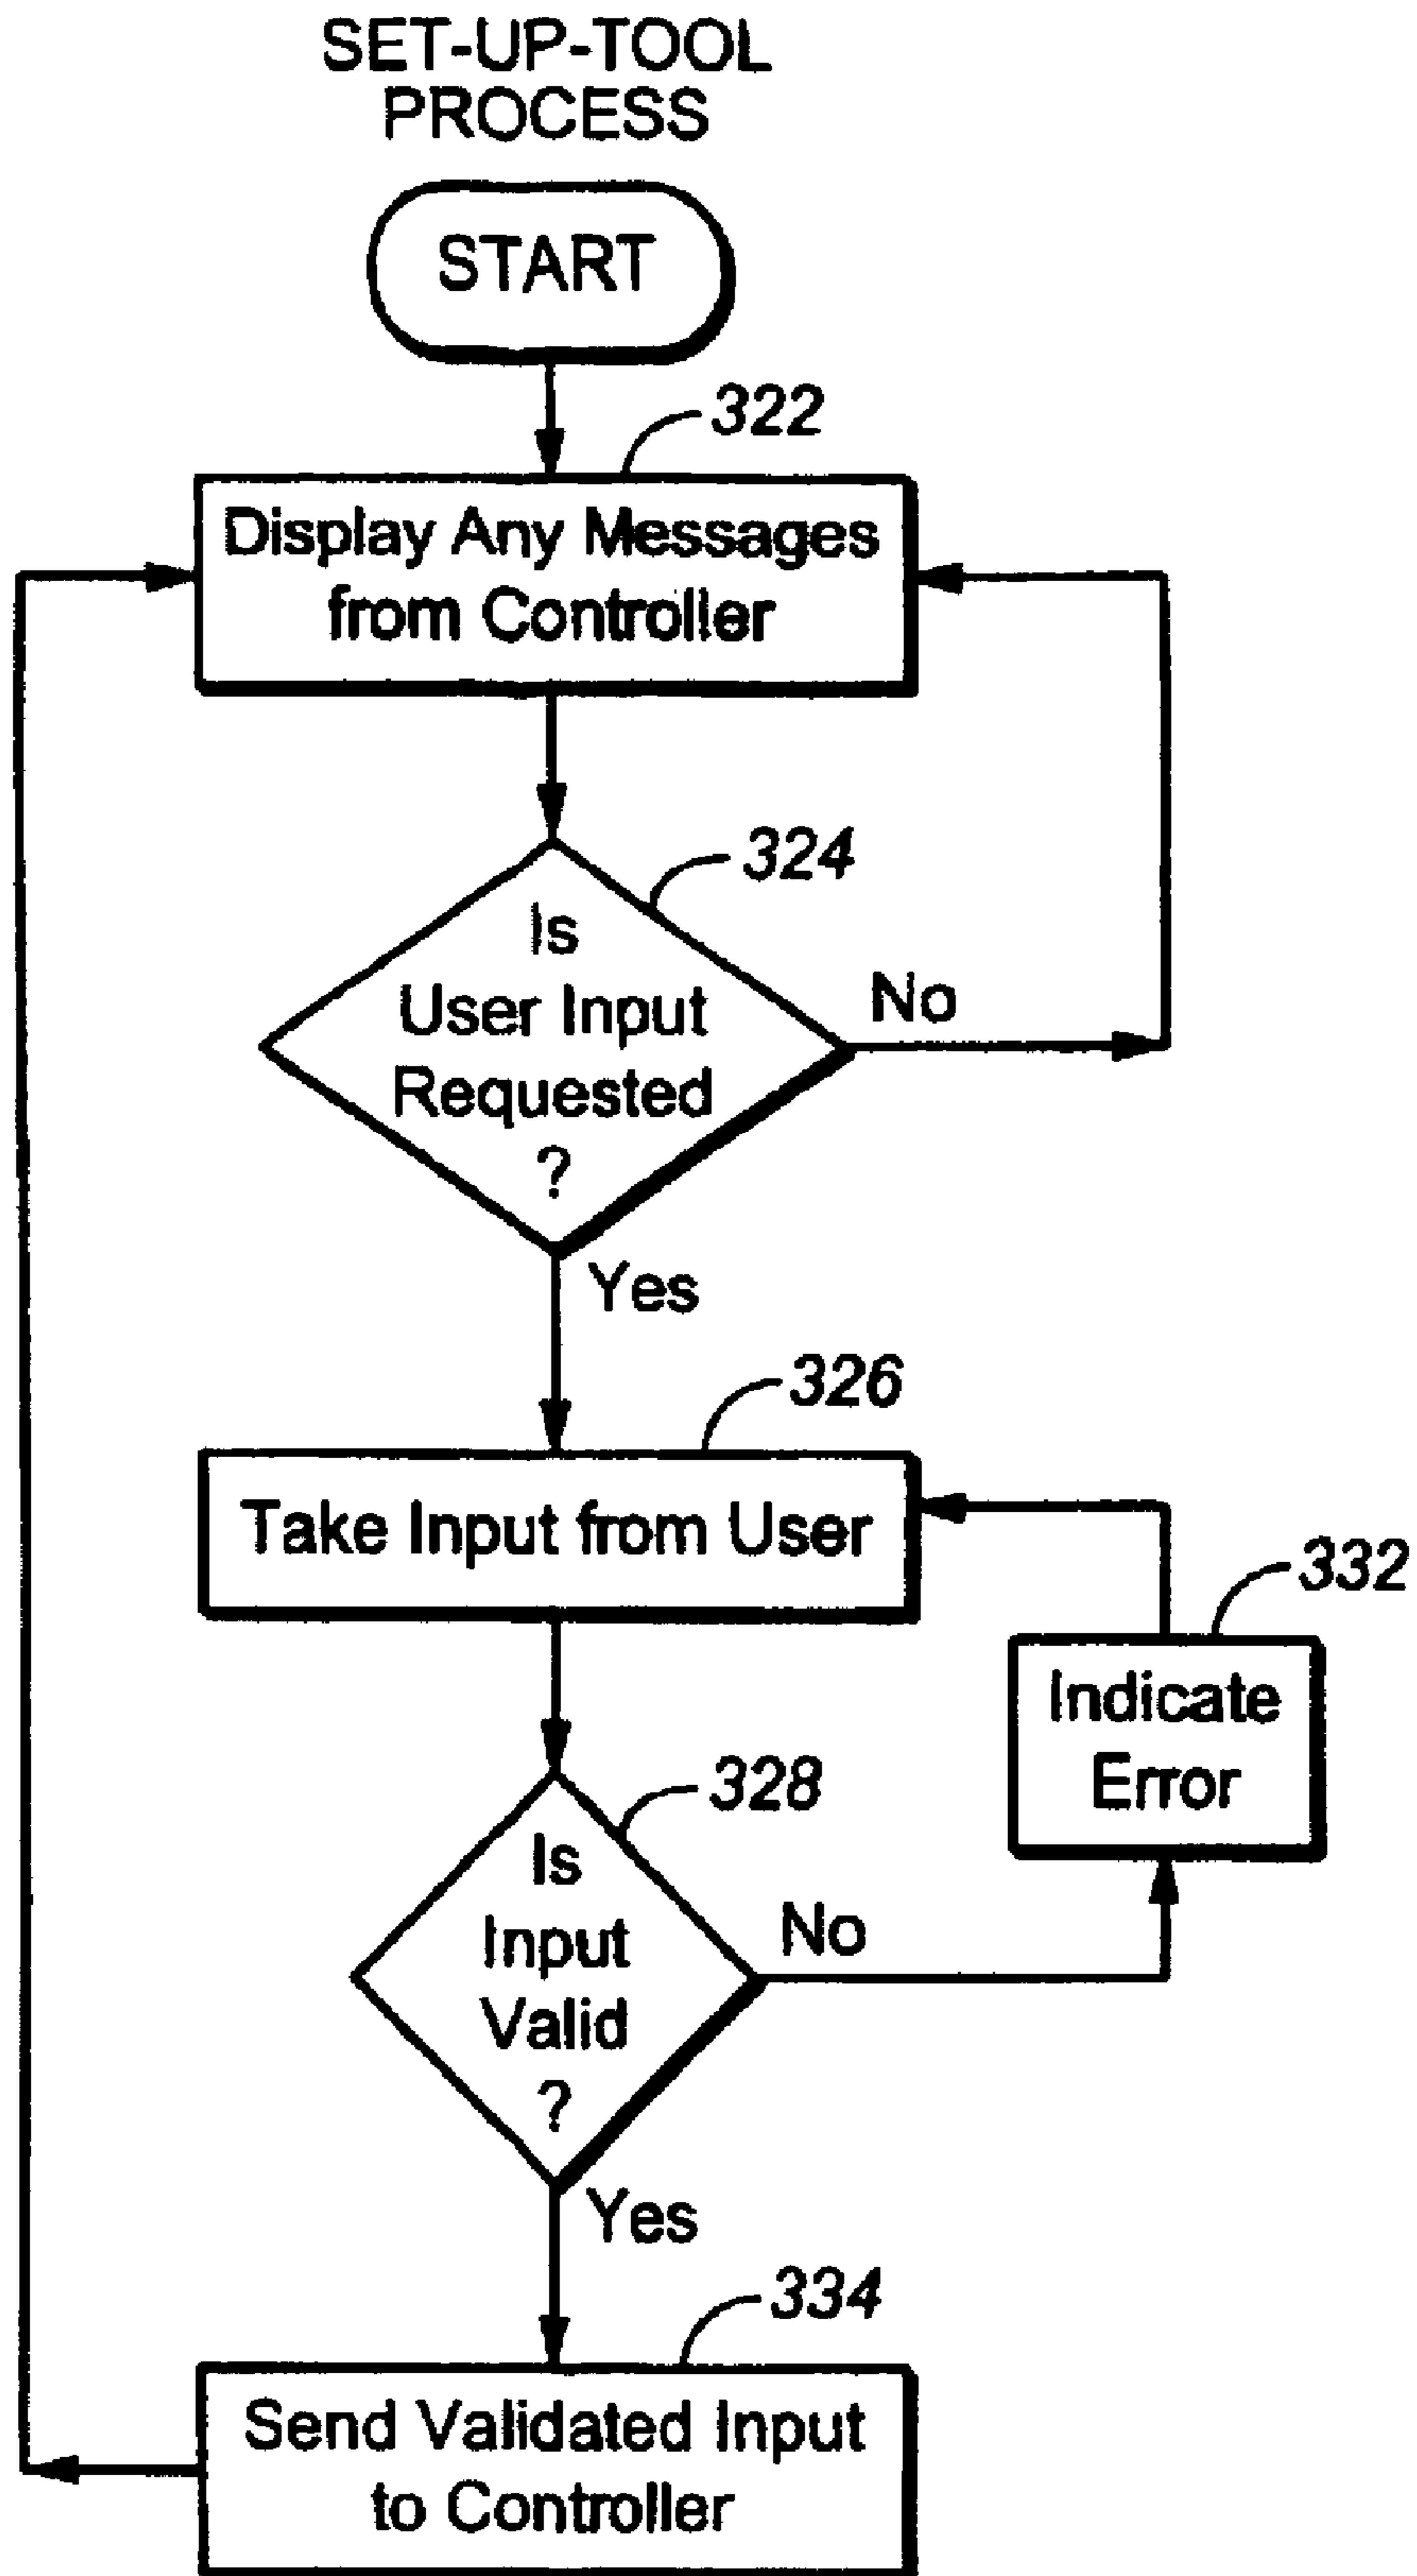 SET-UP-TOOL
PROCESS
START
322
Display Any Messages
from Controller
324
Is
User Input
Requested
?
No
Yes
326
Take Input from User
332
Indicate
Error
328
Is
Input
Valid
?
No
Yes
334
Send Validated Input
to Controller